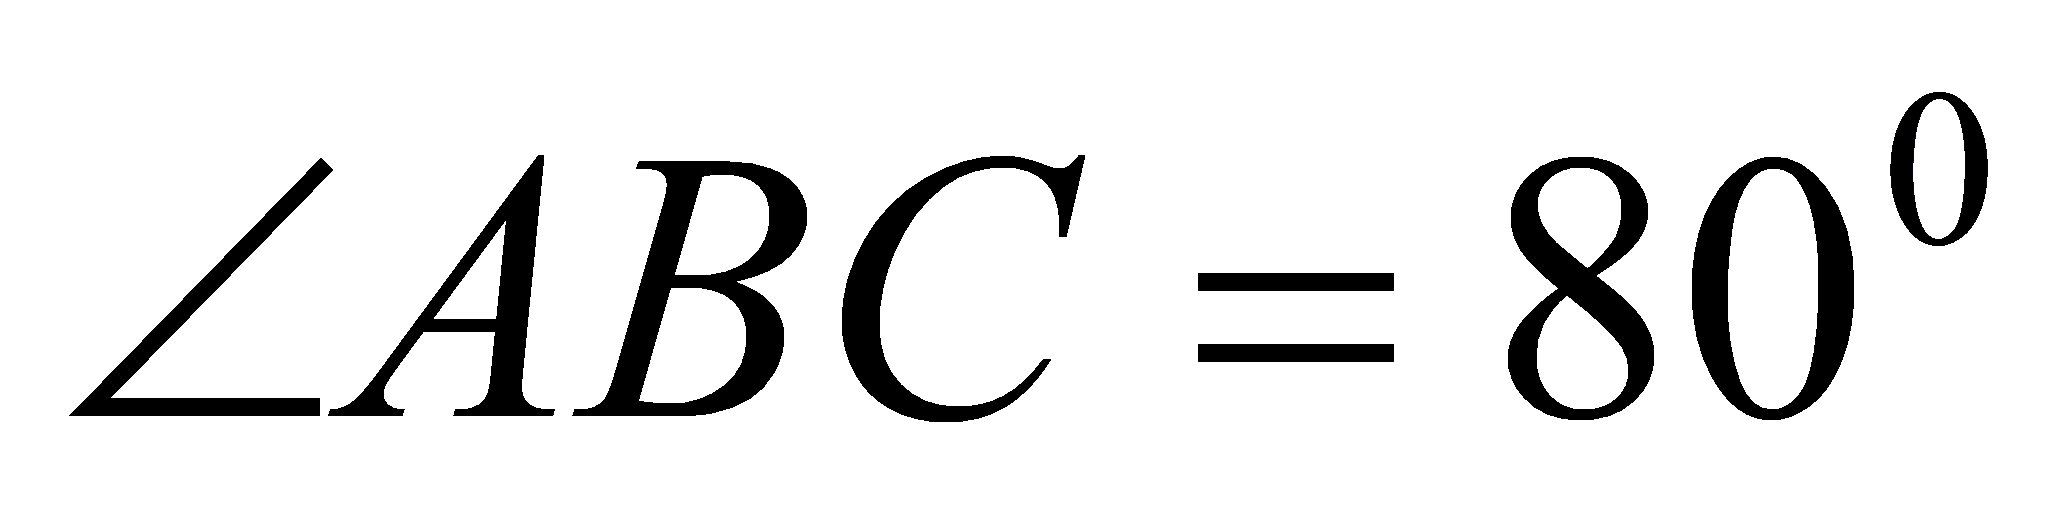 ∠ABC = 80⁰